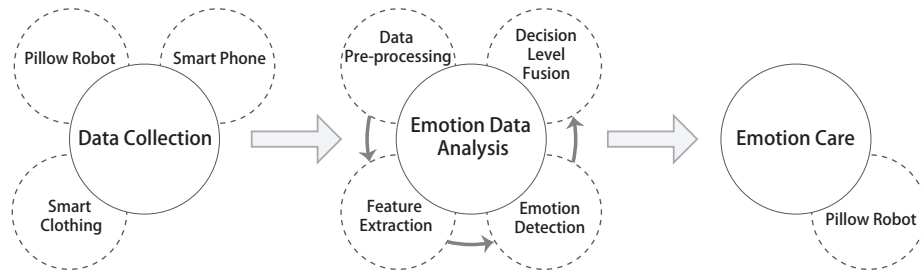 Pillow Robot
Smart Phone
Data Collection
Smart
Clothing
Data
Pre-processing
Decision
Level
Fusion
Emotion Data
Analysis
Feature
Extraction
Emotion
Detection
Emotion Care
Pillow Robot